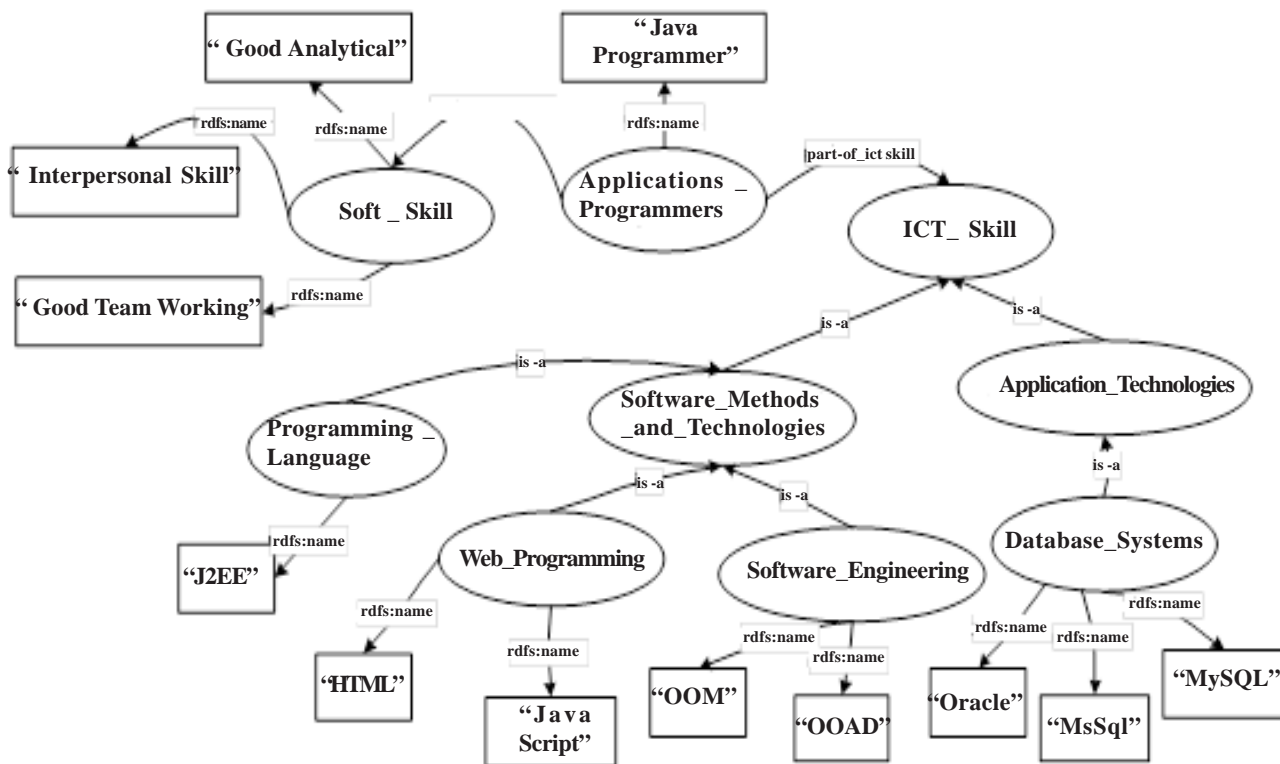 “ Good Analytical”
“ Java
Programmer”
rdfs:name
rdfs:name
rdfs:name
part-of_ict skill
“ Interpersonal Skill”
Soft _ Skill
Applications _
Programmers
ICT_ Skill
“ Good Team Working”
rdfs:name
is -a
is -a
is -a
Programming _
Language
Software_Methods
_and_Technologies
Application_Technologies
is -a
is -a
is -a
rdfs:name
“J2EE”
Web_Programming
Software_Engineering
Database_Systems
rdfs:name
rdfs:name
rdfs:name
rdfs:name
rdfs:name
rdfs:name
rdfs:name
“HTML”
“Java
Script”
“OOM”
“OOAD”
“Oracle”
“MsSql”
“MySQL”